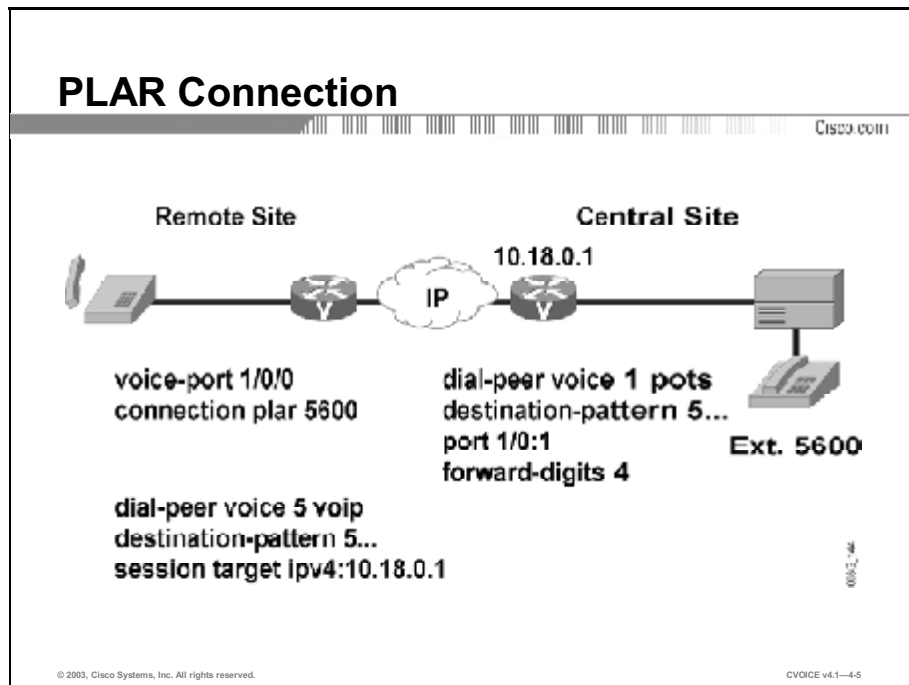 PLAR Connection
Cisco.com
Remote Site
Central Site
10.18.0.1
IP
V
V
voice-port 1/0/0
connection plar 5600
dial-peer voice 1 pots
destination-pattern 5...
port 1/0:1
forward-digits 4
Ext. 5600
dial-peer voice 5 voip
destination-pattern 5...
session target ipv4:10.18.0.1
© 2003, Cisco Systems, Inc. All rights reserved.
CVOICE v4.1—4-5